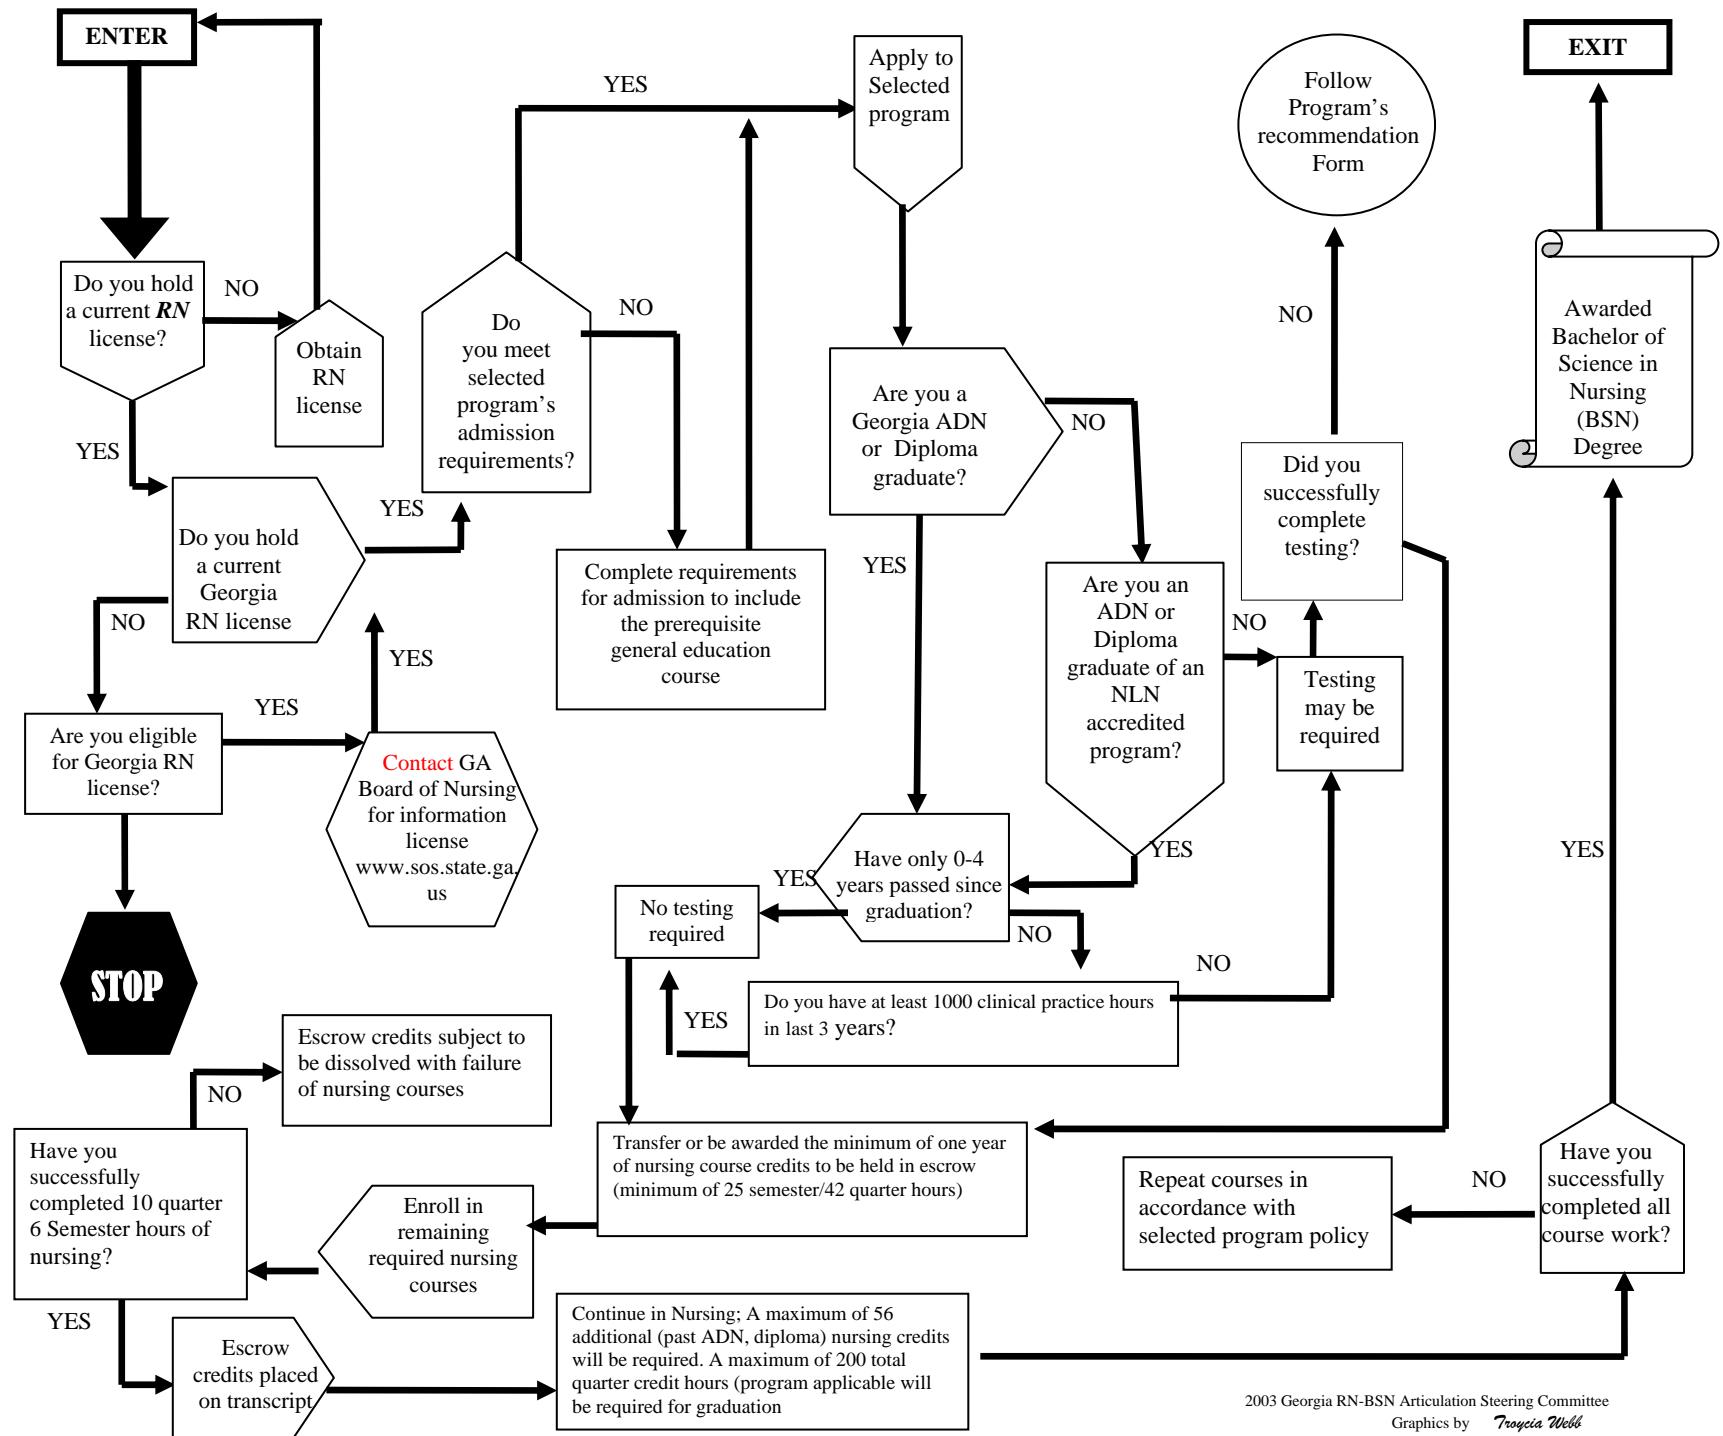 ENTER
Do you hold
a current RN
license?
NO
Obtain
RN
license
YES
Do you hold
a current
Georgia
RN license
NO
YES
Are you eligible
for Georgia RN
license?
YES
Contact GA
Board of Nursing
for information
license
www.sos.state.ga.
us
YES
STOP
Do
you meet
selected
program's
admission
requirements?
YES
NO
Complete requirements
for admission to include
the prerequisite
general education
course
Apply to
Selected
program
Are you a
Georgia ADN
or Diploma
graduate?
NO
YES
Are you an
ADN or
Diploma
graduate of an
NLN
accredited
program?
NO
YES
Testing
may be
required
Did you
successfully
complete
testing?
NO
Follow
Program's
recommendation
Form
Have only 0-4
years passed since
graduation?
YES
NO
No testing
required
Do you have at least 1000 clinical practice hours
in last 3 years?
YES
NO
Transfer or be awarded the minimum of one year
of nursing course credits to be held in escrow
(minimum of 25 semester/42 quarter hours)
Enroll in
remaining
required nursing
courses
Have you
successfully
completed 10 quarter
6 Semester hours of
nursing?
NO
Escrow credits subject to
be dissolved with failure
of nursing courses
YES
Escrow
credits placed
on transcript
Continue in Nursing; A maximum of 56
additional (past ADN, diploma) nursing credits
will be required. A maximum of 200 total
quarter credit hours (program applicable will
be required for graduation
Have you
successfully
completed all
course work?
NO
Repeat courses in
accordance with
selected program policy
YES
Awarded
Bachelor of
Science in
Nursing
(BSN)
Degree
EXIT
2003 Georgia RN-BSN Articulation Steering Committee
Graphics by Troycia Webb